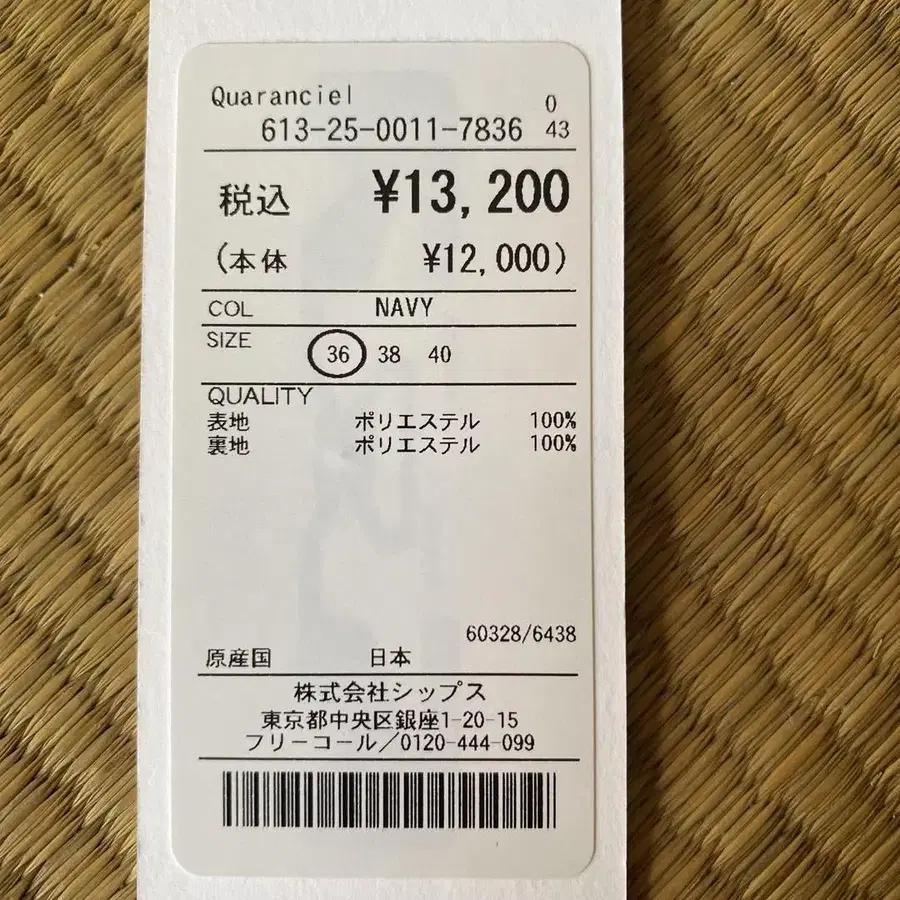 Quaranciel
0
613-25-0011-7836 43
税込 ¥13,200
(本体 ¥12,000)
COL NAVY
SIZE 36 38 40
QUALITY
表地 ポリエステル 100%
裏地 ポリエステル 100%
60328/6438
原産国 日本
株式会社シップス
東京都中央区銀座1-20-15
フリーコール/0120-444-099